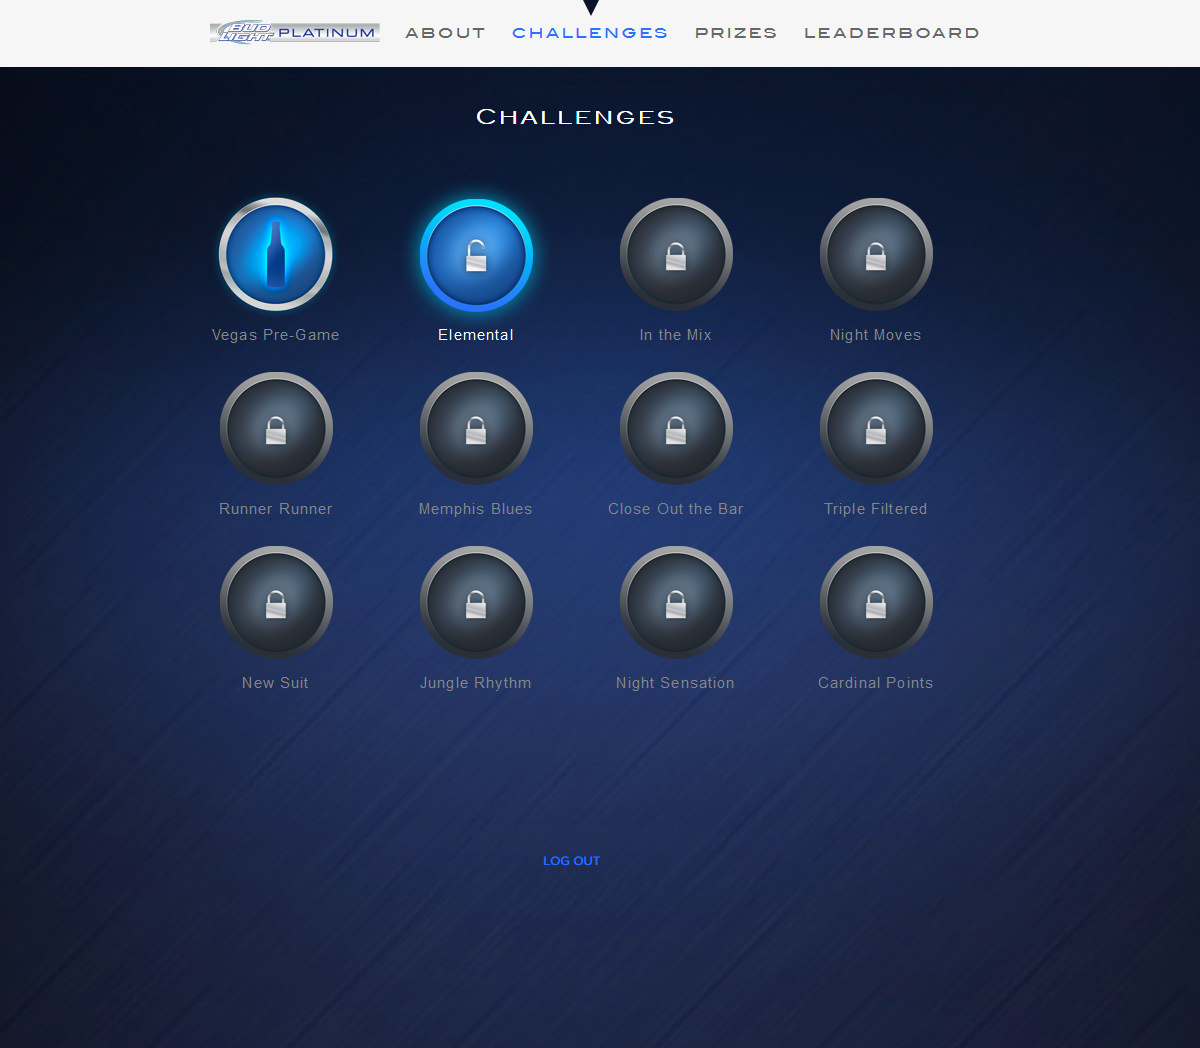 BUD LIGHT PLATINUM ABOUT CHALLENGES PRIZES LEADERBOARD
CHALLENGES
Vegas Pre-Game Elemental In the Mix Night Moves
Runner Runner Memphis Blues Close Out the Bar Triple Filtered
New Suit Jungle Rhythm Night Sensation Cardinal Points
LOG OUT